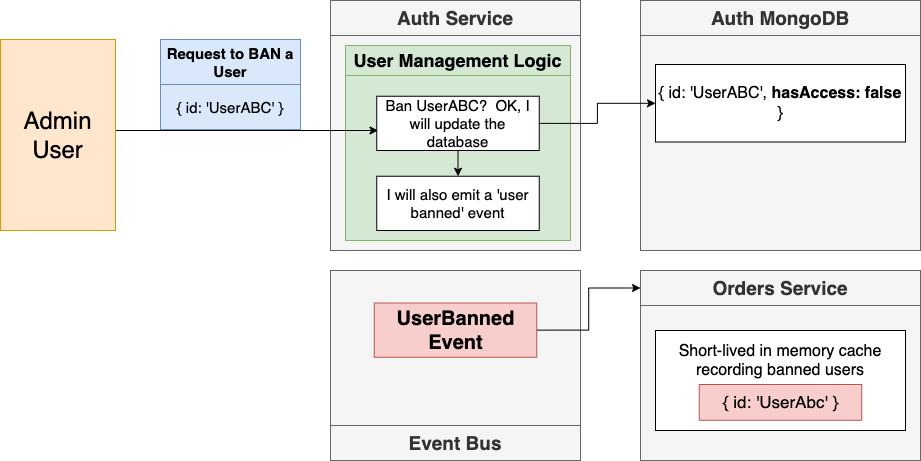 Admin
User
Request to BAN a
User
{ id: 'UserABC' }
Auth Service
User Management Logic
Ban UserABC? OK, I
will update the
database
I will also emit a 'user
banned' event
Auth MongoDB
{ id: 'UserABC', hasAccess: false
}
UserBanned
Event
Event Bus
Orders Service
Short-lived in memory cache
recording banned users
{ id: 'UserAbc' }